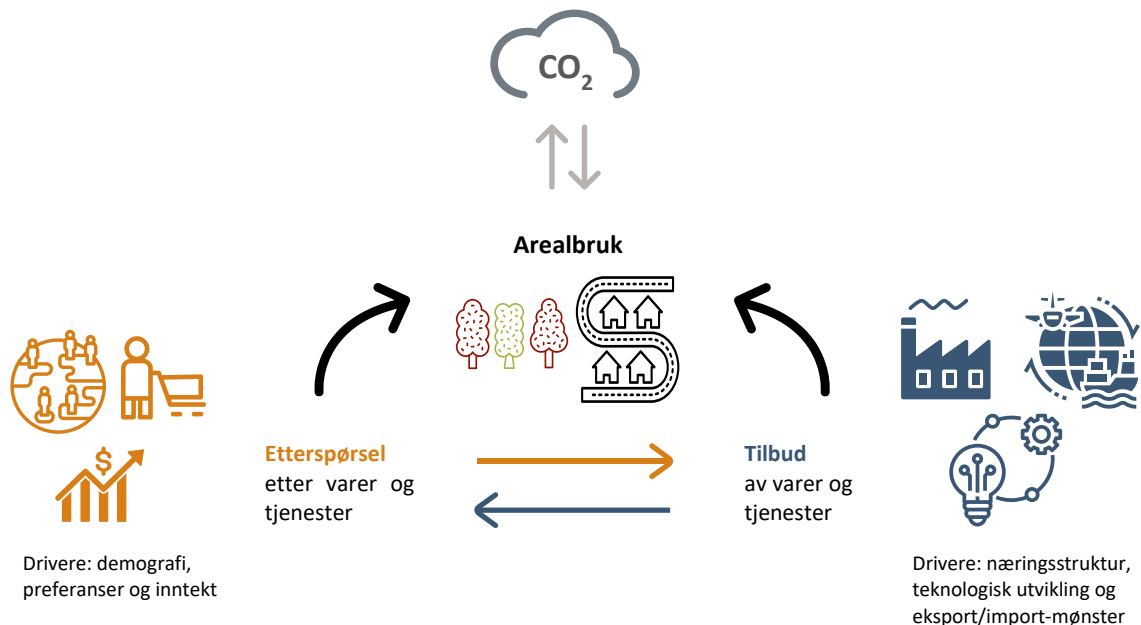 CO₂
Arealbruk
$
Etterspørsel
etter varer og
tjenester
Tilbud
av varer og
tjenester
Drivere: demografi,
preferanser og inntekt
Drivere: næringsstruktur,
teknologisk utvikling og
eksport/import-mønster